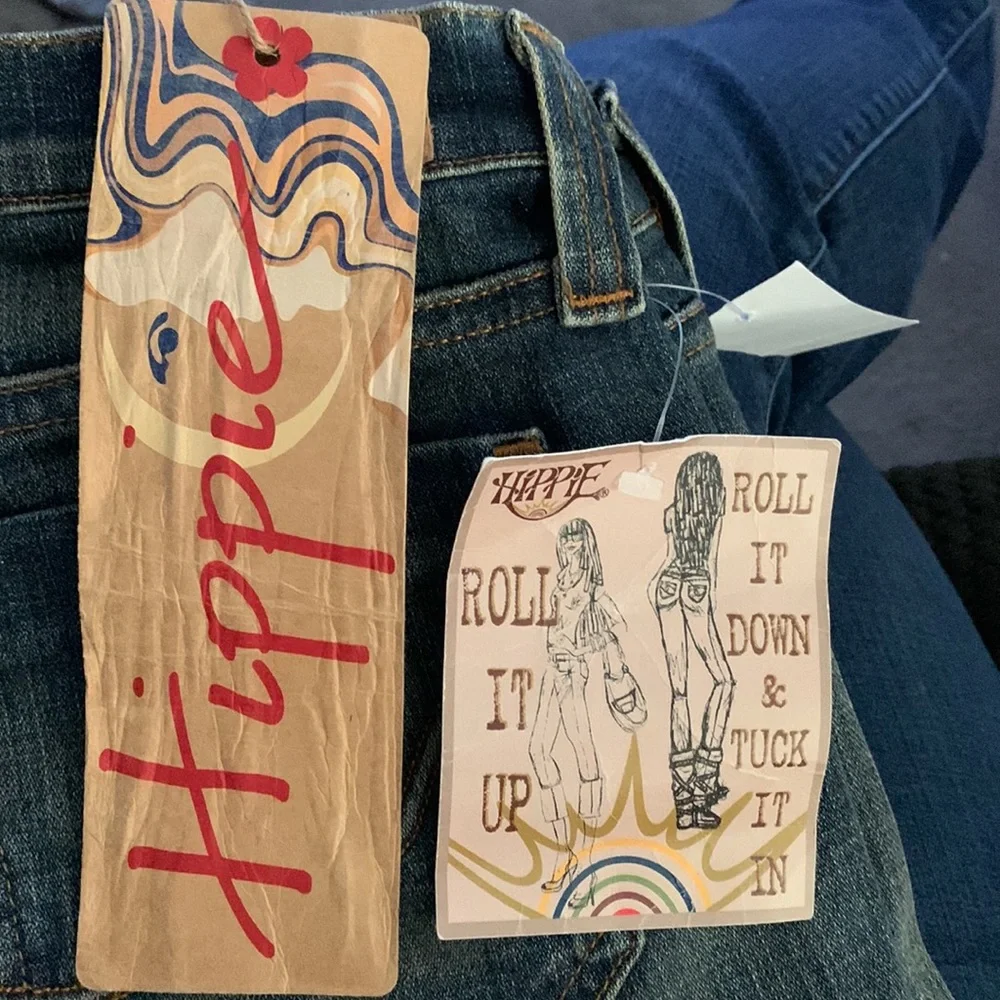 Hippie
HIPPIE®
ROLL
IT
UP
ROLL
IT
DOWN
&
TUCK
IT
IN